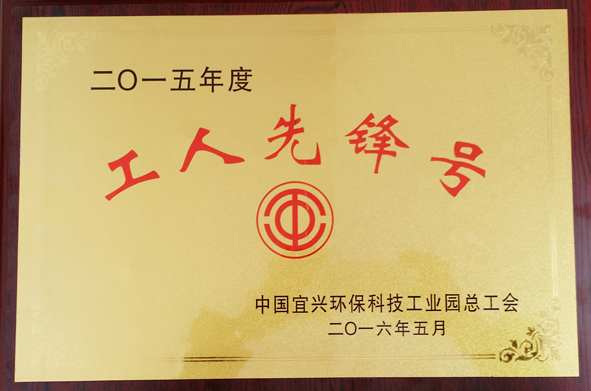 二〇一五年度
工人先锋号
中国宜兴环保科技工业园总工会
二〇一六年五月